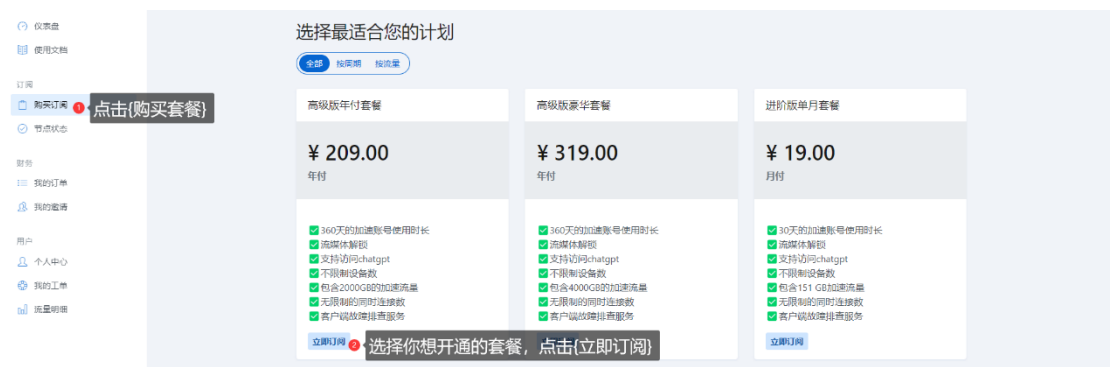 仪表盘
使用文档
订阅
购买订阅
1 点击{购买套餐}
节点状态
财务
我的订单
我的邀请
用户
个人中心
我的工单
流量明细
选择最适合您的计划
全部 按周期 按流量
高级版年付套餐
¥ 209.00
年付
360天的加速账号使用时长
流媒体解锁
支持访问chatgpt
不限制设备数
包含2000GB的加速流量
无限制的同时连接数
客户端故障排查服务
立即订阅
2 选择你想开通的套餐，点击{立即订阅}
高级版豪华套餐
¥ 319.00
年付
360天的加速账号使用时长
流媒体解锁
支持访问chatgpt
不限制设备数
包含4000GB的加速流量
无限制的同时连接数
客户端故障排查服务
进阶版单月套餐
¥ 19.00
月付
30天的加速账号使用时长
流媒体解锁
支持访问chatgpt
不限制设备数
包含151 GB加速流量
无限制的同时连接数
客户端故障排查服务
立即订阅